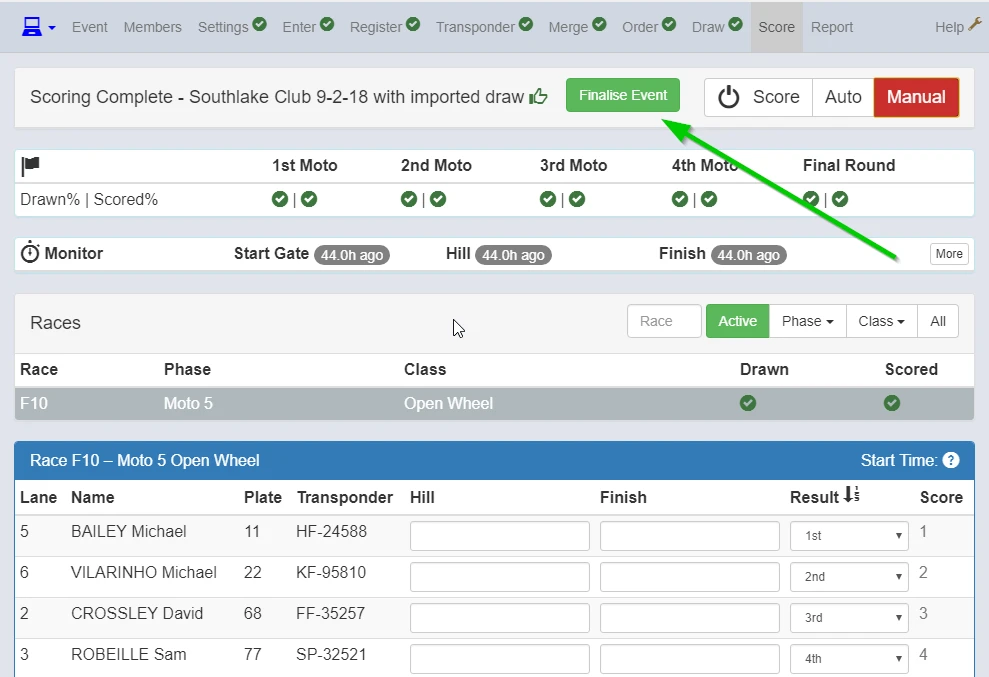 Event Members Settings Enter Register Transponder Merge Order Draw Score Report Help
Scoring Complete - Southlake Club 9-2-18 with imported draw Finalise Event Score Auto Manual
1st Moto 2nd Moto 3rd Moto 4th Moto Final Round
Drawn% | Scored% | | | | |
Monitor Start Gate 44.0h ago Hill 44.0h ago Finish 44.0h ago More
Races Race Active Phase Class All
Race Phase Class Drawn Scored
F10 Moto 5 Open Wheel
Race F10 – Moto 5 Open Wheel Start Time: ?
Lane Name Plate Transponder Hill Finish Result Score
5 BAILEY Michael 11 HF-24588 1st 1
6 VILARINHO Michael 22 KF-95810 2nd 2
2 CROSSLEY David 68 FF-35257 3rd 3
3 ROBEILLE Sam 77 SP-32521 4th 4